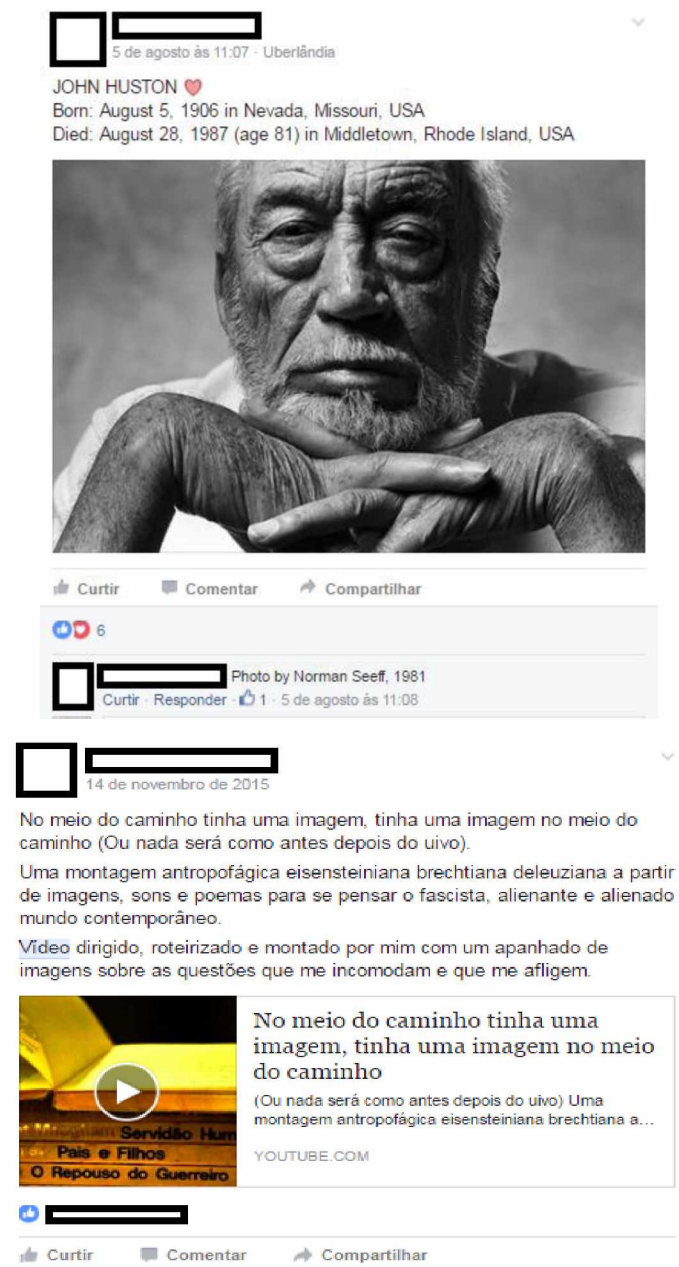 5 de agosto às 11:07 · Uberlândia
JOHN HUSTON
Born: August 5, 1906 in Nevada, Missouri, USA
Died: August 28, 1987 (age 81) in Middletown, Rhode Island, USA
Curtir Comentar Compartilhar
6
Photo by Norman Seeff, 1981
Curtir · Responder · 1 · 5 de agosto às 11:08
14 de novembro de 2015
No meio do caminho tinha uma imagem, tinha uma imagem no meio do
caminho (Ou nada será como antes depois do uivo).
Uma montagem antropofágica eisensteiniana brechtiana deleuziana a partir
de imagens, sons e poemas para se pensar o fascista, alienante e alienado
mundo contemporâneo.
Vídeo dirigido, roteirizado e montado por mim com um apanhado de
imagens sobre as questões que me incomodam e que me afligem.
No meio do caminho tinha uma
imagem, tinha uma imagem no meio
do caminho
(Ou nada será como antes depois do uivo) Uma
montagem antropofágica eisensteiniana brechtiana a...
YOUTUBE.COM
Servidão Hum
Pais e Filhos
O Repouso do Guerreiro
Curtir Comentar Compartilhar